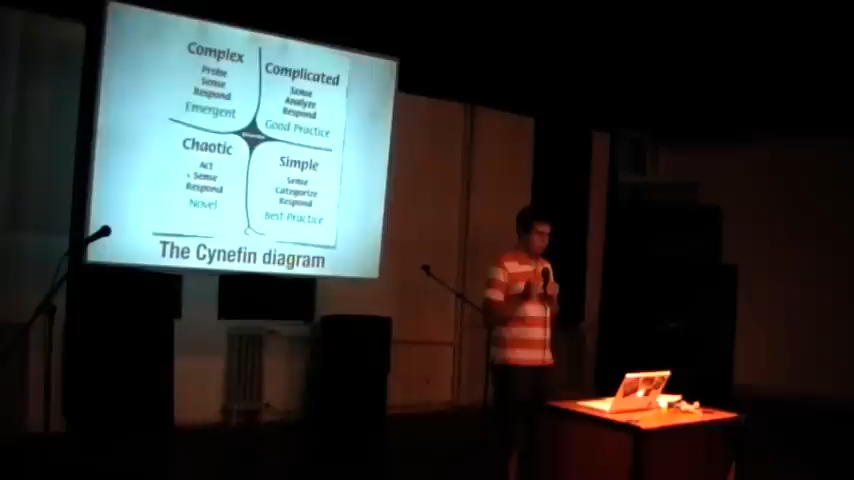 Complex
Probe
Sense
Respond
Emergent
Complicated
Sense
Analyze
Respond
Good Practice
Chaotic
Act
Sense
Respond
Novel
Simple
Sense
Categorize
Respond
Best Practice
The Cynefin diagram